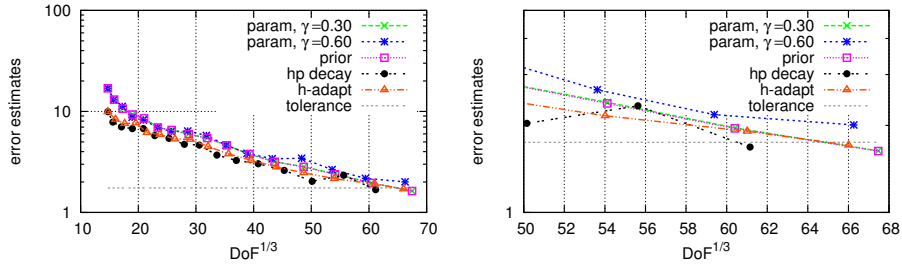 100
10
1
error estimates
param, γ=0.30
param, γ=0.60
prior
hp decay
h-adapt
tolerance
10 20 30 40 50 60 70
DoF^1/3
error estimates
1
param, γ=0.30
param, γ=0.60
prior
hp decay
h-adapt
tolerance
50 52 54 56 58 60 62 64 66 68
DoF^1/3